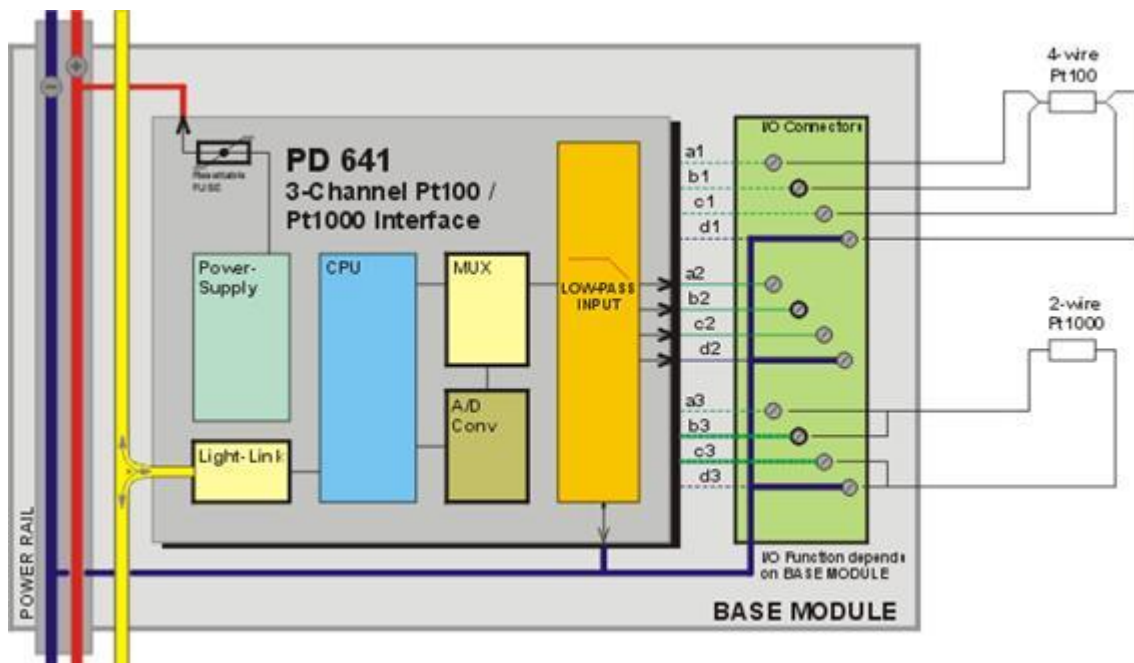 4-wire
Pt100
I/O Connectors
PD 641
3-Channel Pt100 /
Pt1000 Interface
Resettable
FUSE
a1
b1
c1
d1
Power-
Supply
CPU
MUX
LOW-PASS
INPUT
a2
b2
c2
d2
2-wire
Pt1000
A/D
Conv
Light-Link
a3
b3
c3
d3
I/O Function depends
on BASE MODULE
POWER RAIL
BASE MODULE